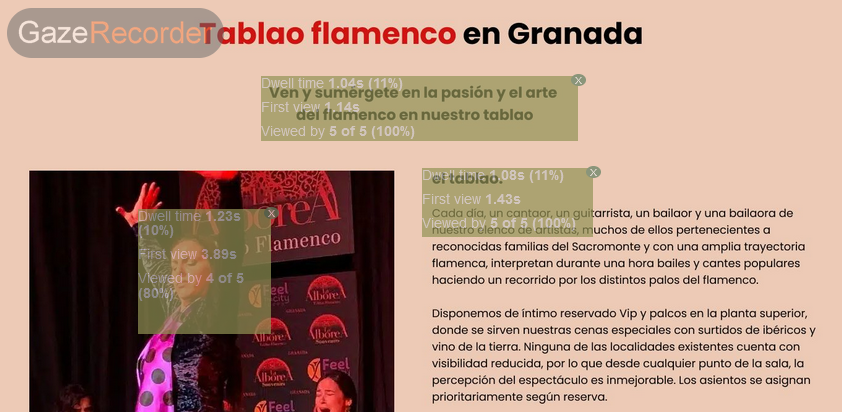 GazeRecorder
Tablao flamenco en Granada
Dwell time 1.04s (11%)
Ven y sumérgete en la pasión y el arte
First view 1.14s
del flamenco en nuestro tablao
Viewed by 5 of 5 (100%)
X
Dwell time 1.08s (11%)
X
el tablao.
First view 1.43s
Viewed by 5 of 5 (100%)
Cada día, un cantaor, un guitarrista, un bailaor y una bailaora de
nuestro elenco de artistas, muchos de ellos pertenecientes a
reconocidas familias del Sacromonte y con una amplia trayectoria
flamenca, interpretan durante una hora bailes y cantes populares
haciendo un recorrido por los distintos palos del flamenco.
Disponemos de íntimo reservado Vip y palcos en la planta superior,
donde se sirven nuestras cenas especiales con surtidos de ibéricos y
vino de la tierra. Ninguna de las localidades existentes cuenta con
visibilidad reducida, por lo que desde cualquier punto de la sala, la
percepción del espectáculo es inmejorable. Los asientos se asignan
prioritariamente según reserva.
Dwell time 1.23s
(10%)
X
First view 3.89s
Viewed by 4 of 5
(80%)
Flamenco
Feel
city
Albore
Albore
Feel
AlboreA